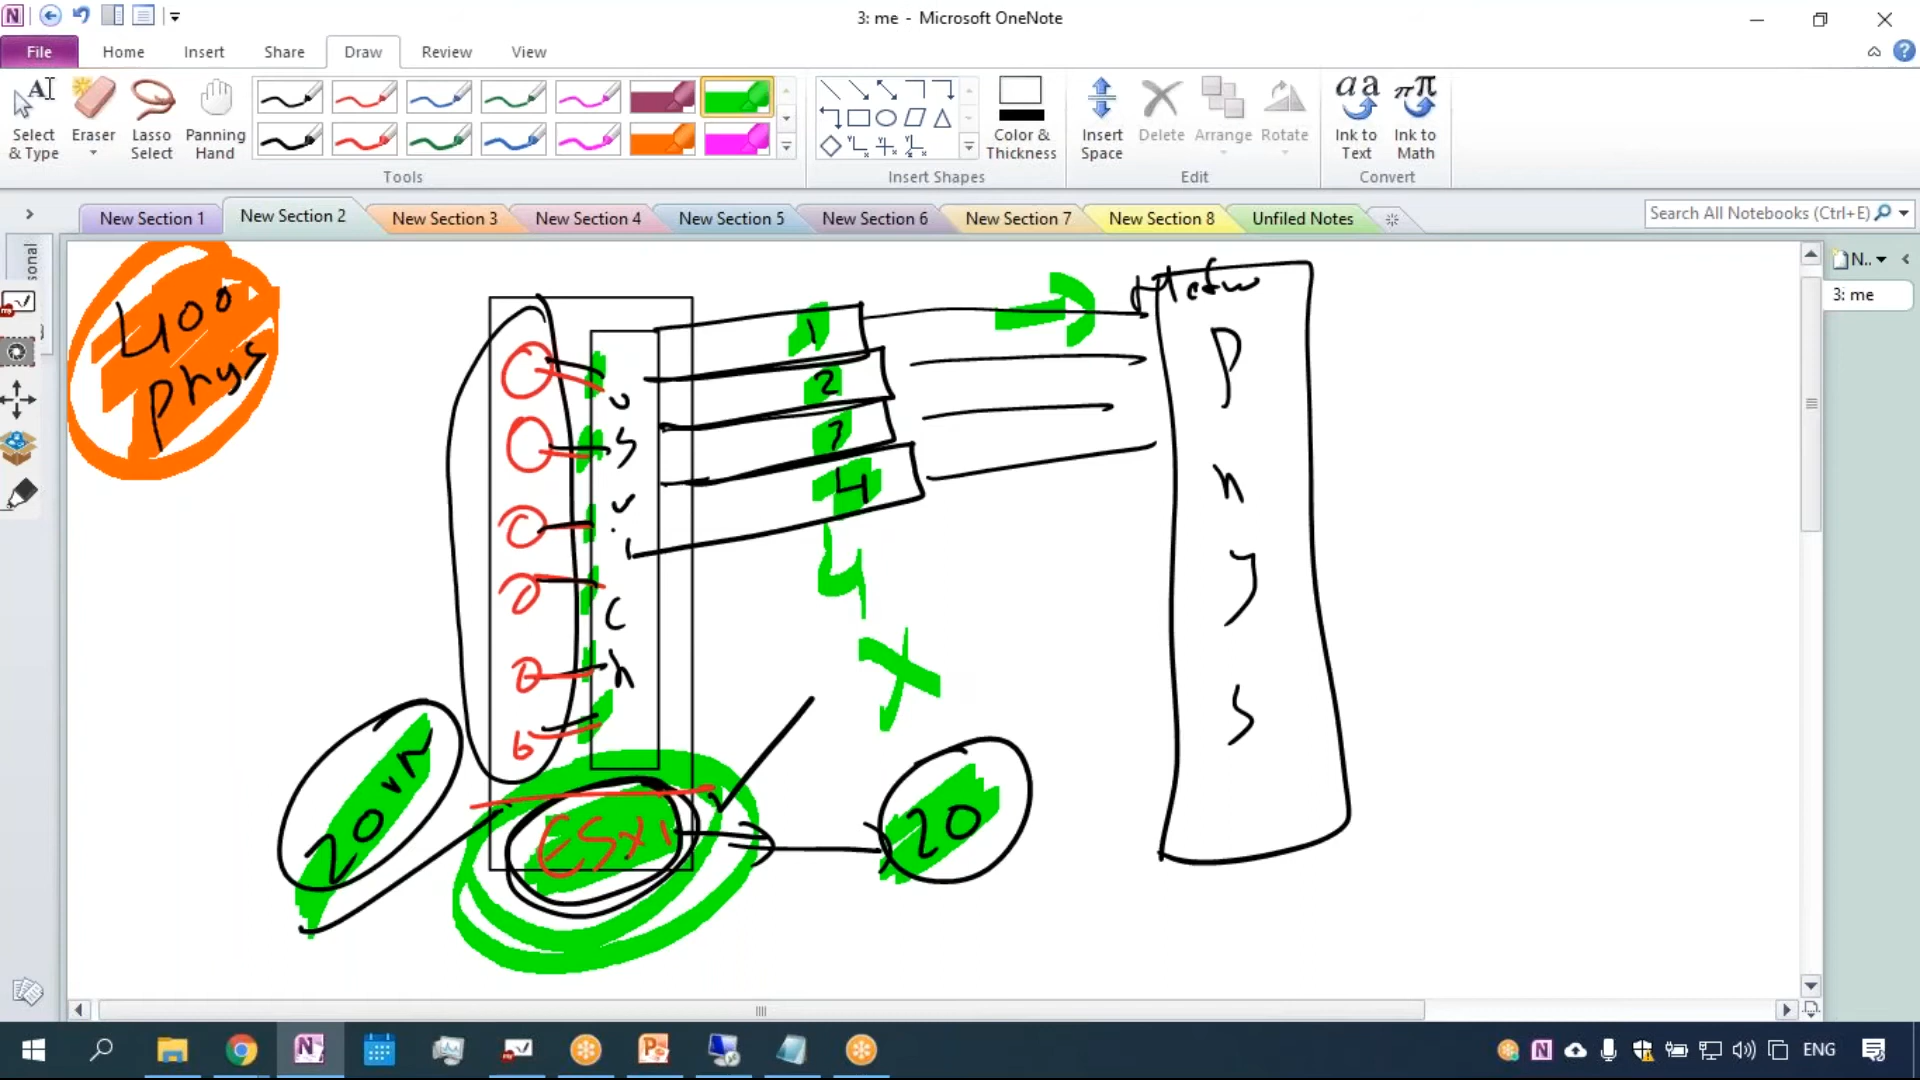 3: me - Microsoft OneNote
File Home Insert Share Draw Review View
Select & Type
Eraser
Lasso Select
Panning Hand
Color & Thickness
Insert Space
Delete
Arrange
Rotate
Ink to Text
Ink to Math
Tools
Insert Shapes
Edit
Convert
New Section 1 New Section 2 New Section 3 New Section 4 New Section 5 New Section 6 New Section 7 New Section 8 Unfiled Notes
Search All Notebooks (Ctrl+E)
sonal
N..
3: me
400
phys
1
2
3
4
4
x
P
h
y
s
20
ESXi
20
ENG